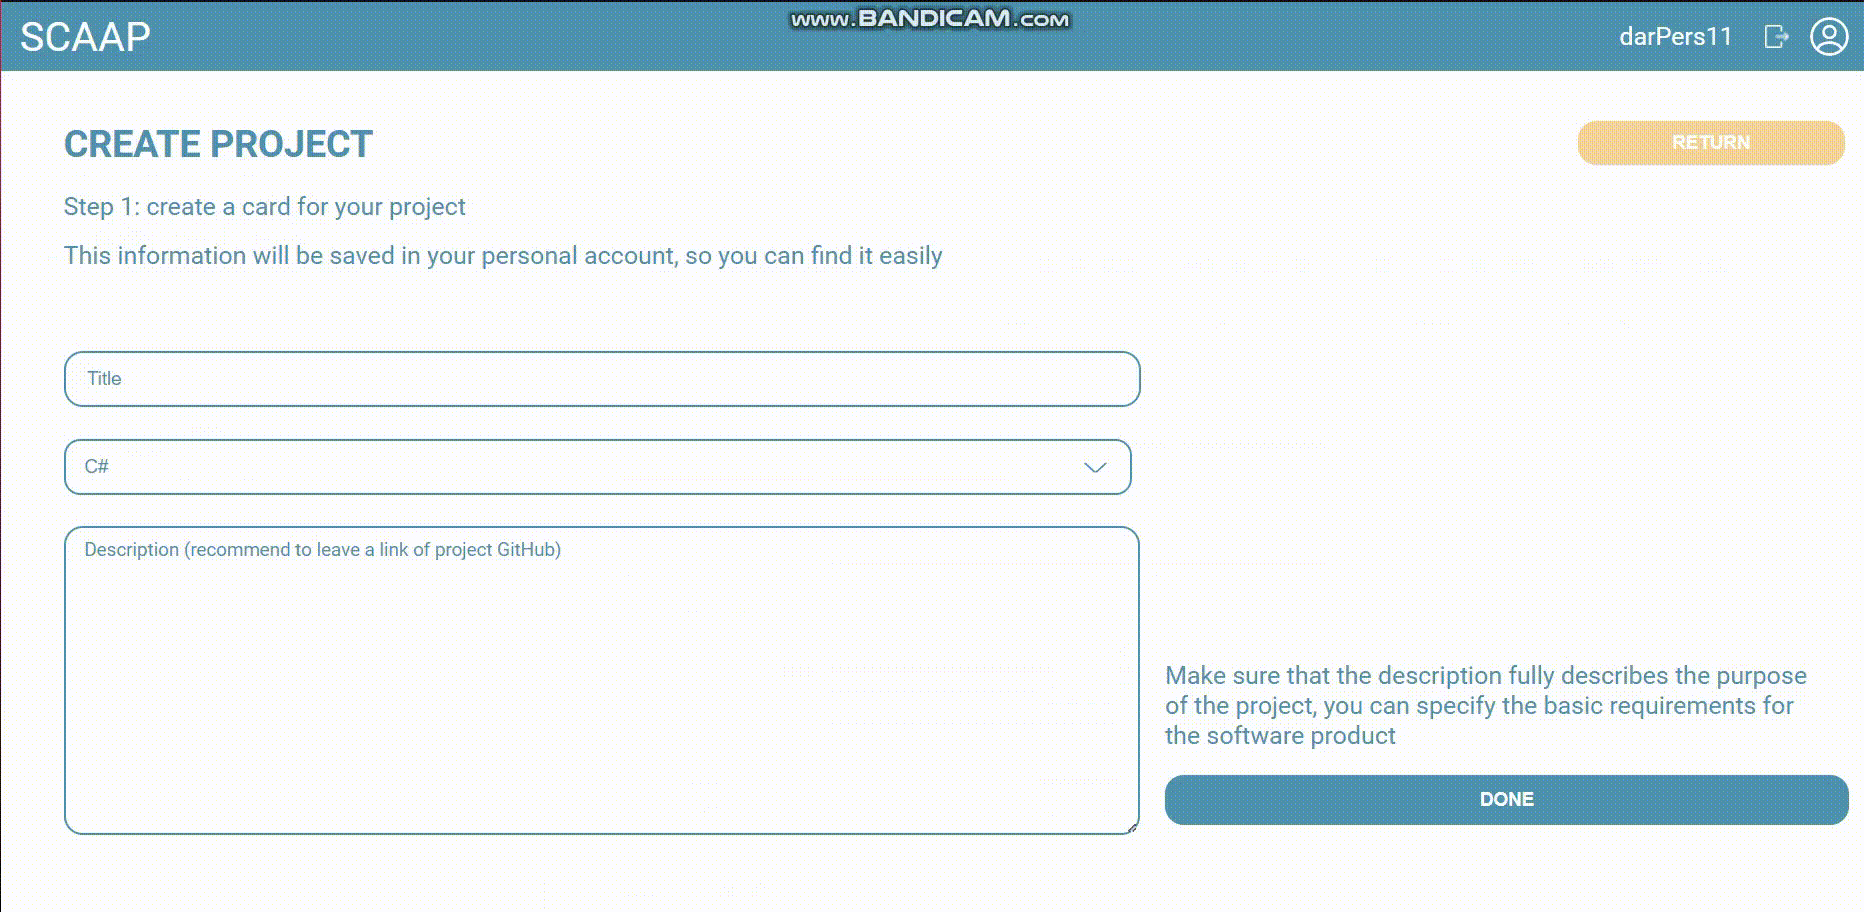 www.BANDICAM.com
SCAAP
darPers11
CREATE PROJECT
RETURN
Step 1: create a card for your project
This information will be saved in your personal account, so you can find it easily
Title
C#
Description (recommend to leave a link of project GitHub)
Make sure that the description fully describes the purpose
of the project, you can specify the basic requirements for
the software product
DONE